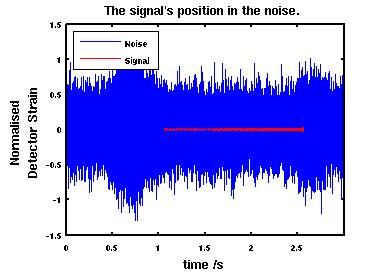 The signal's position in the noise.
1.5
Noise
Signal
1
0.5
0
-0.5
-1
-1.5
Normalised
Detector Strain
0 0.5 1 1.5 2 2.5
time /s